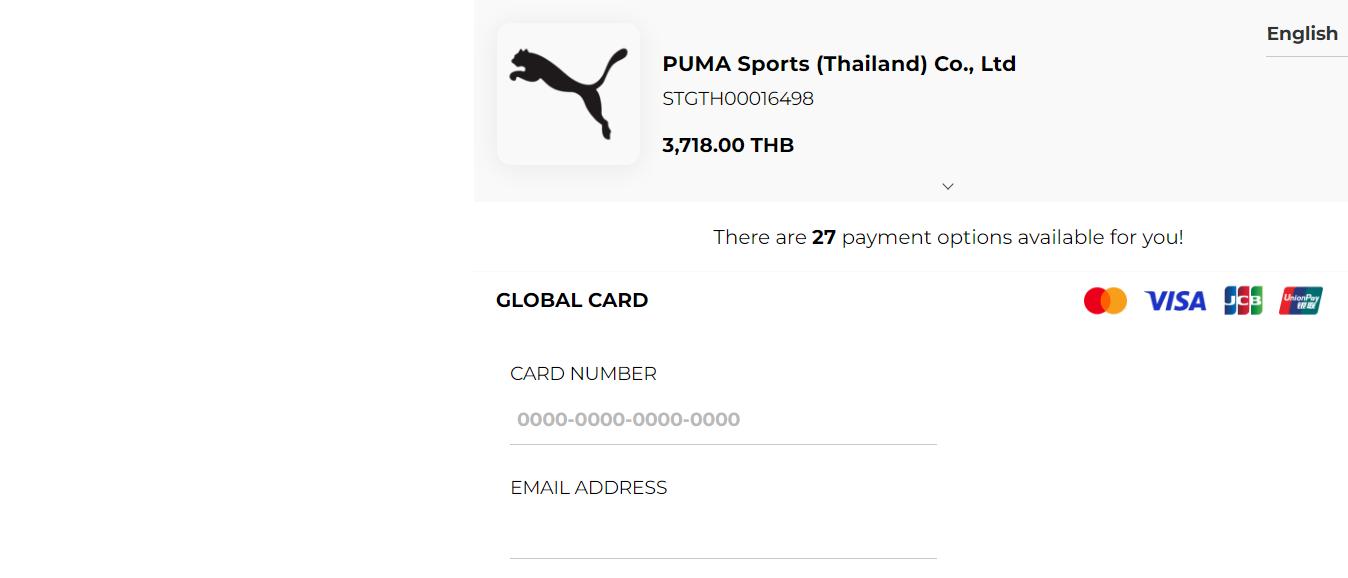 English
PUMA Sports (Thailand) Co., Ltd
STGTH00016498
3,718.00 THB
There are 27 payment options available for you!
GLOBAL CARD
VISA
JCB
UnionPay
银联
CARD NUMBER
0000-0000-0000-0000
EMAIL ADDRESS